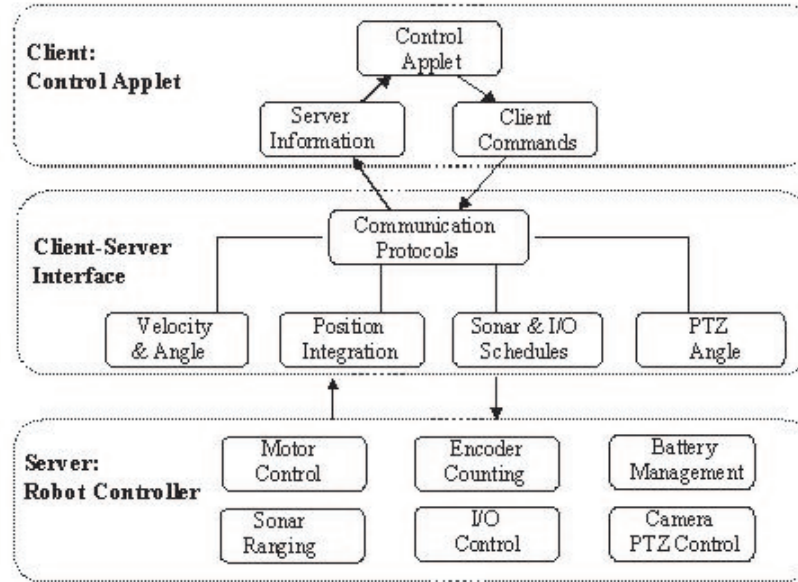 Client:
Control Applet
Control
Applet
Server
Information
Client
Commands
Client-Server
Interface
Communication
Protocols
Velocity
& Angle
Position
Integration
Sonar & I/O
Schedules
PTZ
Angle
Server:
Robot Controller
Motor
Control
Encoder
Counting
Battery
Management
Sonar
Ranging
I/O
Control
Camera
PTZ Control